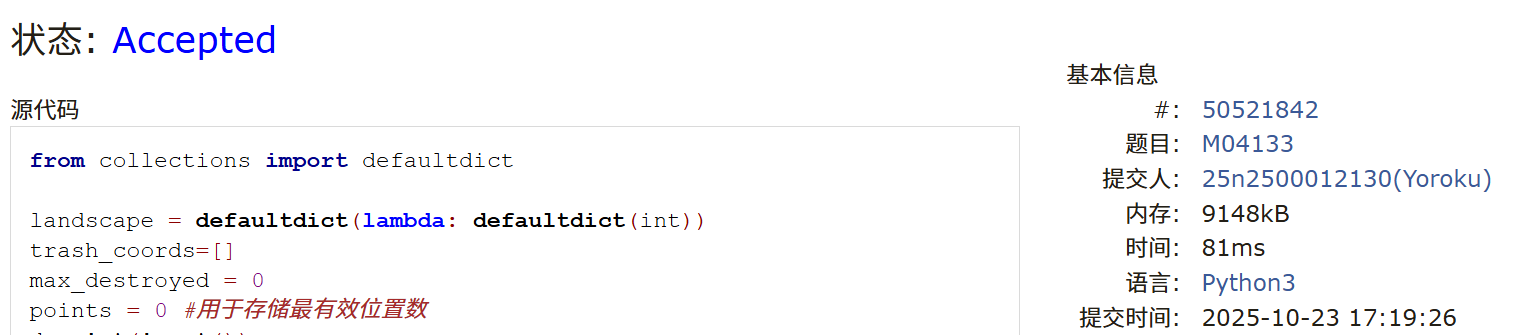 状态: Accepted
源代码
from collections import defaultdict
landscape = defaultdict(lambda: defaultdict(int))
trash_coords=[]
max_destroyed = 0
points = 0 #用于存储最有效位置数
基本信息
#: 50521842
题目: M04133
提交人: 25n2500012130(Yoroku)
内存: 9148kB
时间: 81ms
语言: Python3
提交时间: 2025-10-23 17:19:26